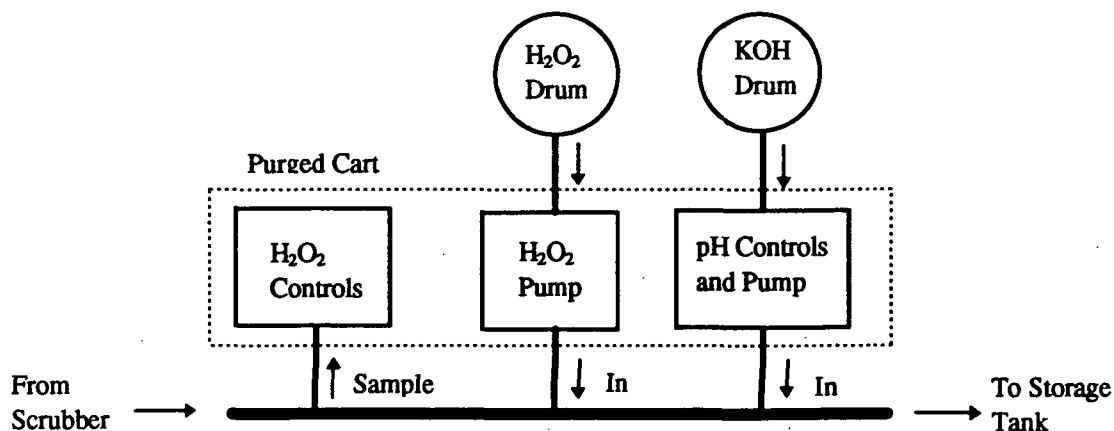 H₂O₂
Drum
KOH
Drum
Purged Cart
H₂O₂
Controls
H₂O₂
Pump
pH Controls
and Pump
From
Scrubber
Sample
In
In
To Storage
Tank